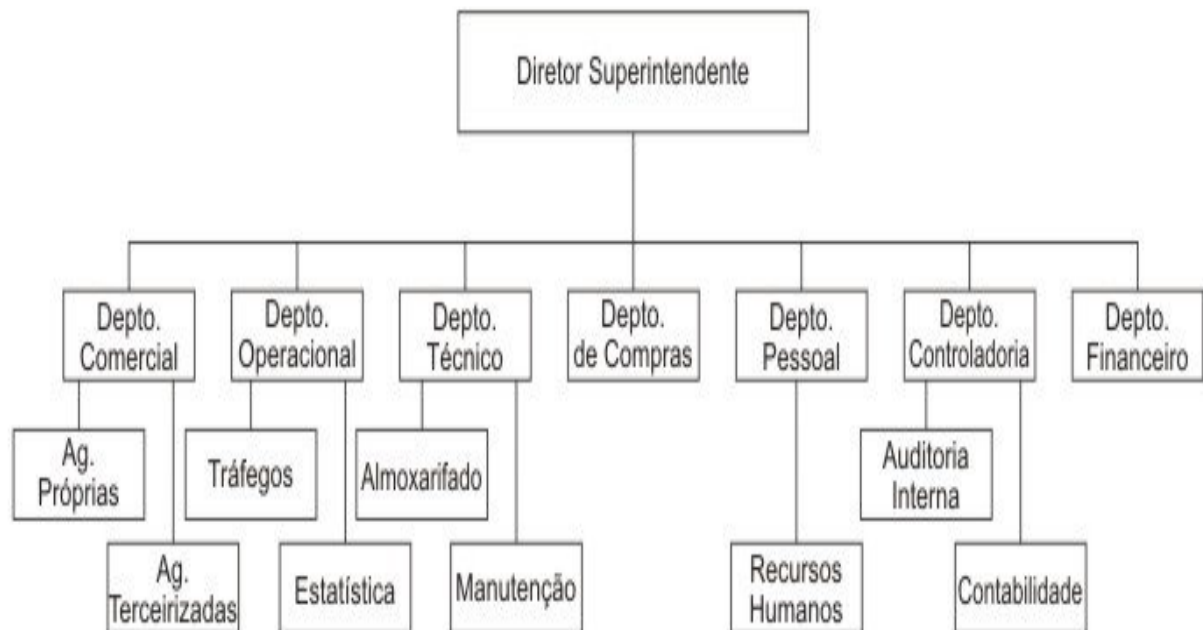 Diretor Superintendente
Depto.
Comercial
Depto.
Operacional
Depto.
Técnico
Depto.
de Compras
Depto.
Pessoal
Depto.
Controladoria
Depto.
Financeiro
Ag.
Próprias
Tráfegos
Almoxarifado
Auditoria
Interna
Ag.
Terceirizadas
Estatística
Manutenção
Recursos
Humanos
Contabilidade